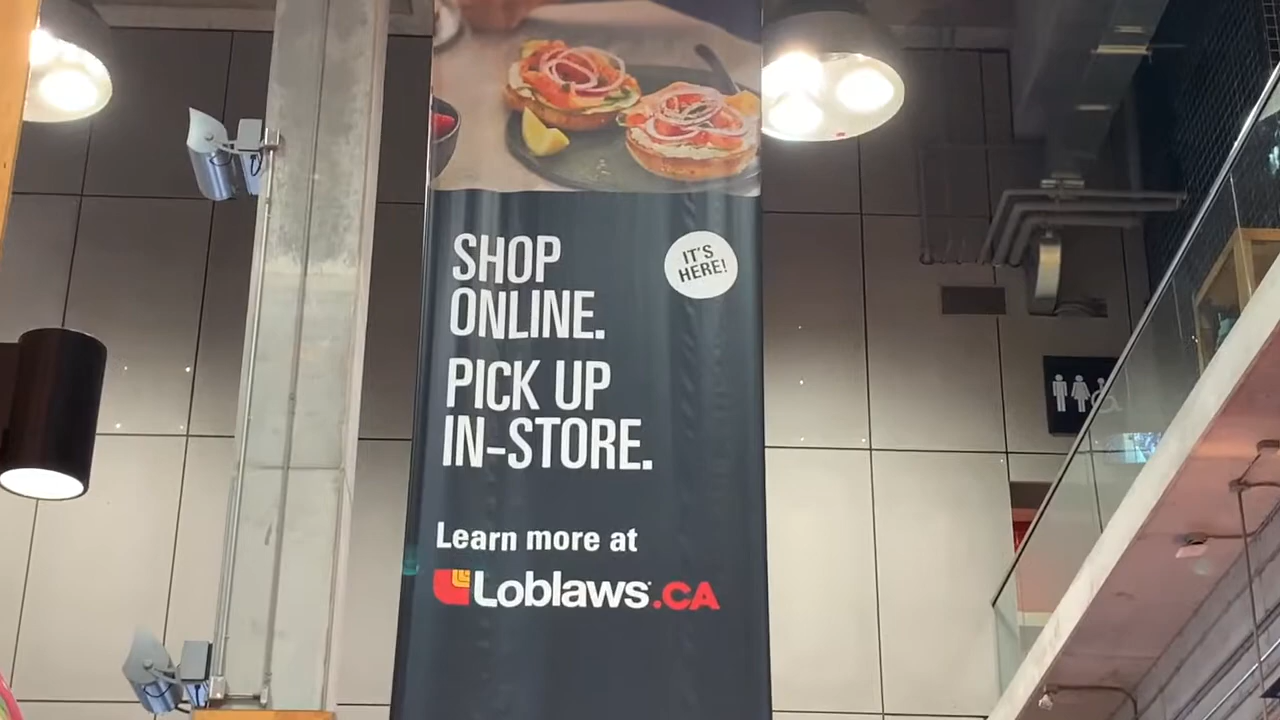 IT'S
HERE!
SHOP
ONLINE.
PICK UP
IN-STORE.
Learn more at
Loblaws.CA